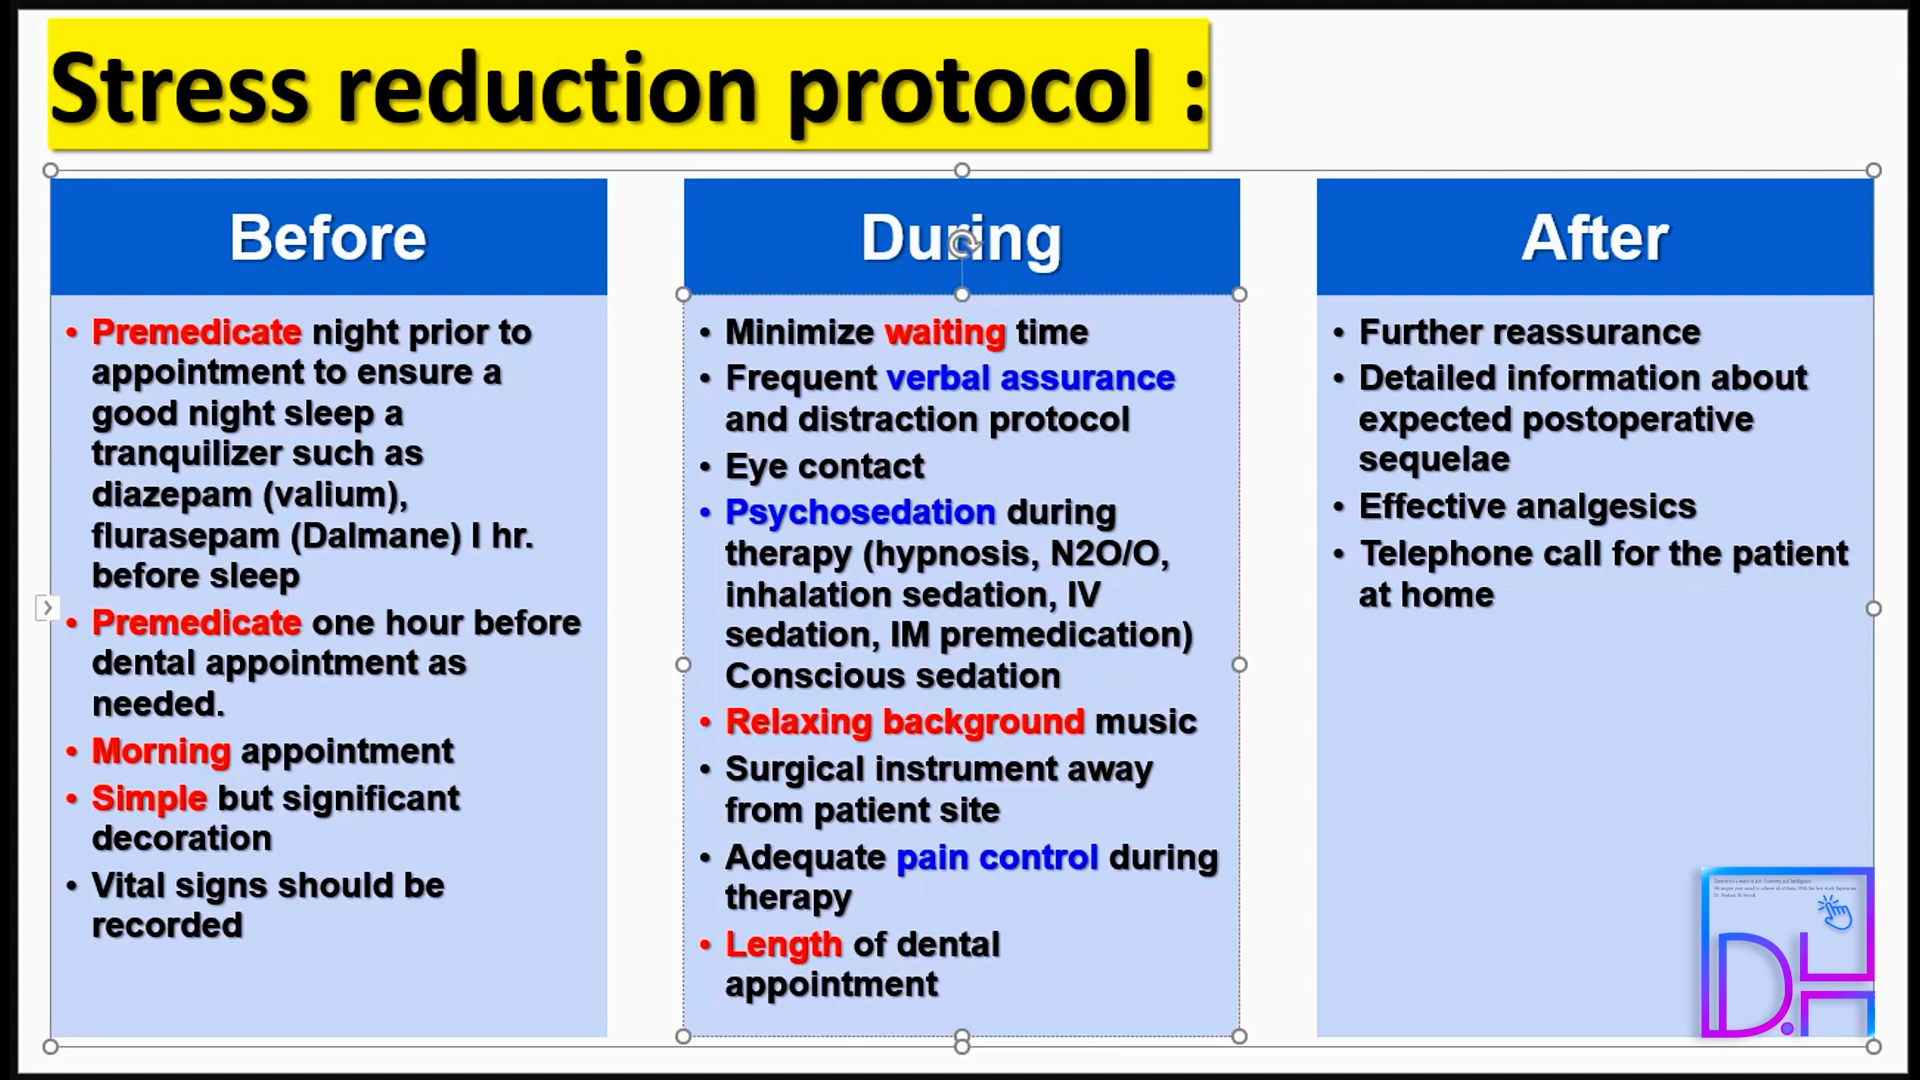 Stress reduction protocol :
Before
• Premedicate night prior to
appointment to ensure a
good night sleep a
tranquilizer such as
diazepam (valium),
flurasepam (Dalmane) I hr.
before sleep
• Premedicate one hour before
dental appointment as
needed.
• Morning appointment
• Simple but significant
decoration
• Vital signs should be
recorded
During
• Minimize waiting time
• Frequent verbal assurance
and distraction protocol
• Eye contact
• Psychosedation during
therapy (hypnosis, N2O/O,
inhalation sedation, IV
sedation, IM premedication)
Conscious sedation
• Relaxing background music
• Surgical instrument away
from patient site
• Adequate pain control during
therapy
• Length of dental
appointment
After
• Further reassurance
• Detailed information about
expected postoperative
sequelae
• Effective analgesics
• Telephone call for the patient
at home
D.H